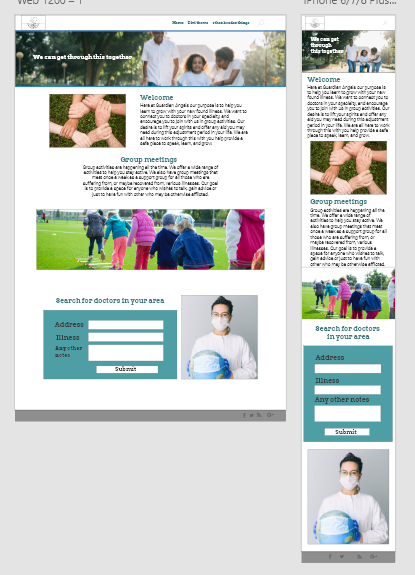 Web 1280 – 1
Home
We can get through this together
Welcome
Here at Guardian Angels our purpose is to help you
learn to grow with your new found illness. We want to
connect you to doctors in your specialty, and
encourage you to join with us in group activities. Our
desire is to lift your spirits and offer any aid you may
need during this adjustment period in your life. We are
all here to work through this with you help provide a
safe place to speak, learn, and grow.
Group meetings
Group activities are happening all the time. We offer a wide range of
activities to help you stay active. We also have group meetings that
meet once a week as a support group for all those who are
suffering from, or maybe recovered from, various illnesses. Our goal
is to provide a space for anyone who wishes to talk, gain advice or
just to have fun with others who may be otherwise afflicted.
Search for doctors in your area
Address
Illness
Any other
notes
Submit
iPhone 6/7/8 Plus...
We can get
through
this together
Welcome
Here at Guardian Angels our purpose is
to help you learn to grow with your new
found illness. We want to connect you to
doctors in your specialty, and encourage
you to join with us in group activities. Our
desire is to lift your spirits and offer any
aid you may need during this adjustment
period in your life. We are all here to work
through this with you help provide a safe
place to speak, learn, and grow.
Group meetings
Group activities are happening all the
time. We offer a wide range of
activities to help you stay active. We
also have group meetings that meet
once a week as a support group for all
those who are suffering from, or
maybe recovered from, various
illnesses. Our goal is to provide a
space for anyone who wishes to talk,
gain advice or just to have fun with
others who may be otherwise afflicted.
Search for doctors
in your area
Address
Illness
Any other notes
Submit